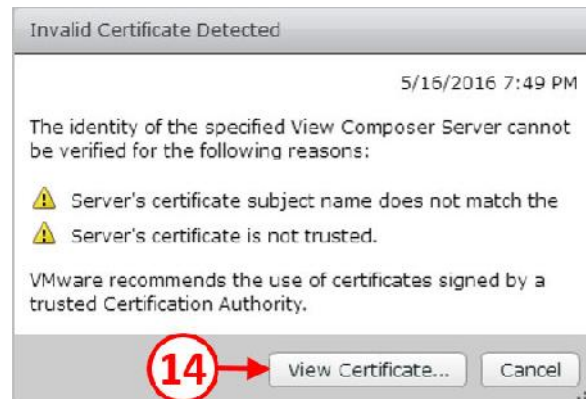 Invalid Certificate Detected
5/16/2016 7:49 PM
The identity of the specified View Composer Server cannot
be verified for the following reasons:
Server's certificate subject name does not match the
Server's certificate is not trusted.
VMware recommends the use of certificates signed by a
trusted Certification Authority.
14 View Certificate... Cancel